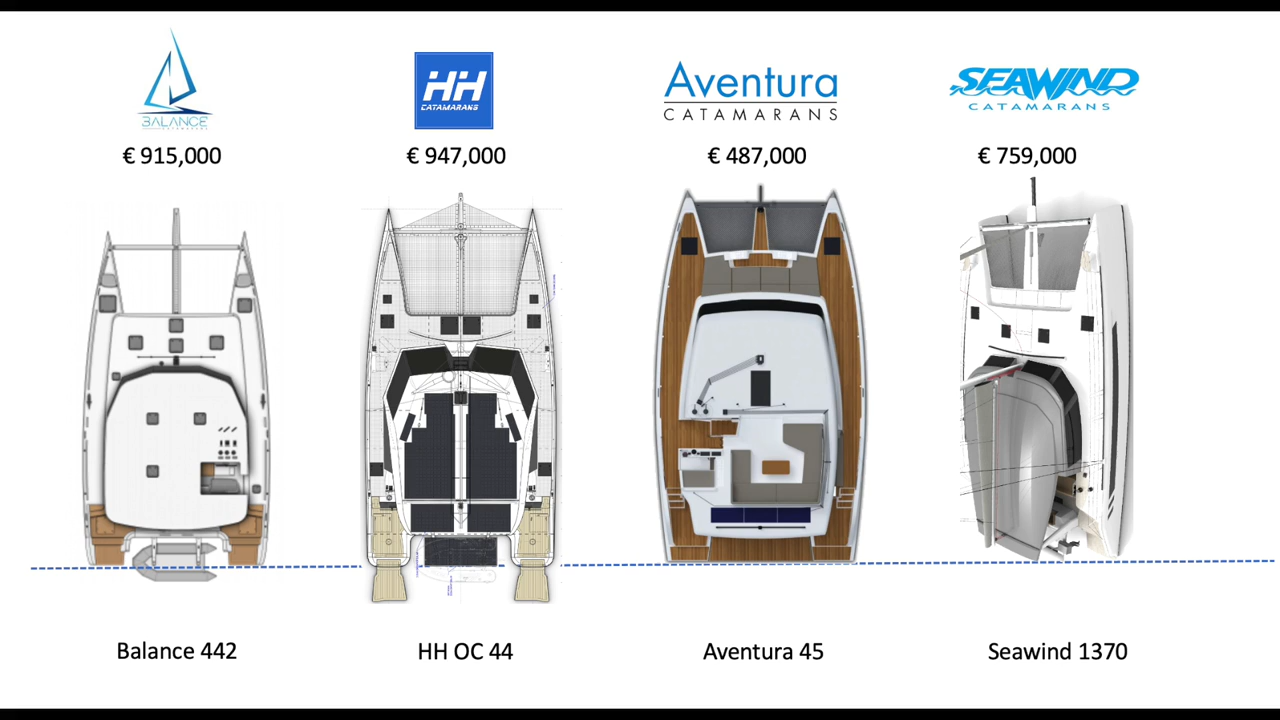 BALANCE
CATAMARANS
HH
CATAMARANS
Aventura
CATAMARANS
SEAWIND
CATAMARANS
€ 915,000
€ 947,000
€ 487,000
€ 759,000
Balance 442
HH OC 44
Aventura 45
Seawind 1370